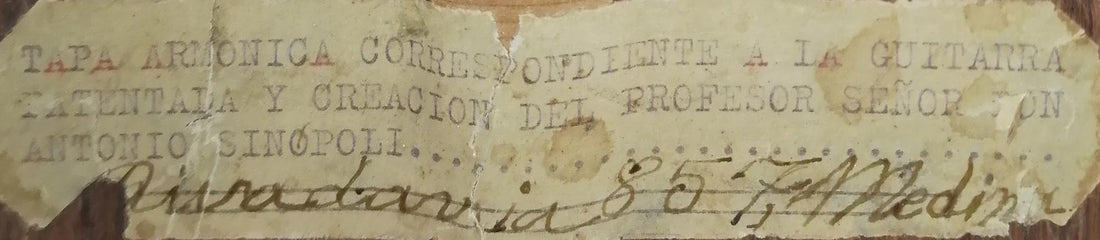 TAPA ARMONICA CORRESPONDIENTE A LA GUITARRA
PATENTADA Y CREACION DEL PROFESOR SEÑOR DON
ANTONIO SINOPOLI.................................
Rivadavia 857, Medina